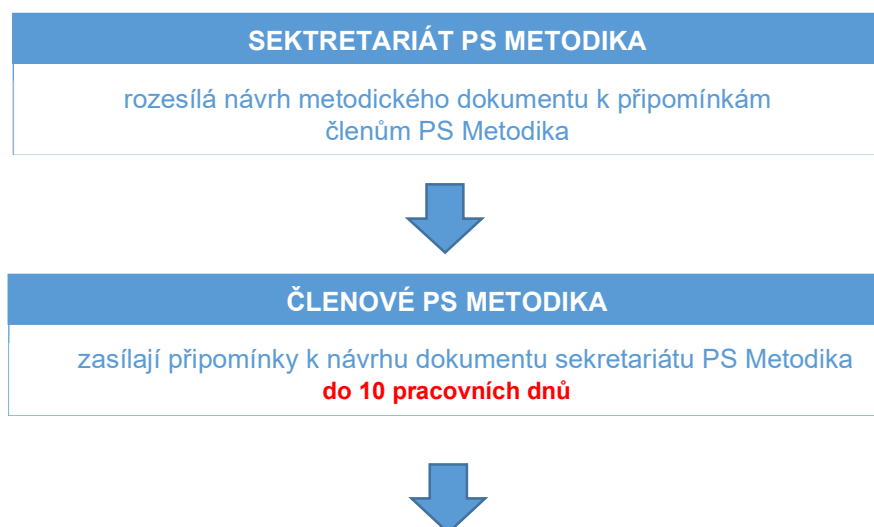 SEKTRETARIÁT PS METODIKA
rozesílá návrh metodického dokumentu k připomínkám
členům PS Metodika
ČLENOVÉ PS METODIKA
zasílají připomínky k návrhu dokumentu sekretariátu PS Metodika
do 10 pracovních dnů